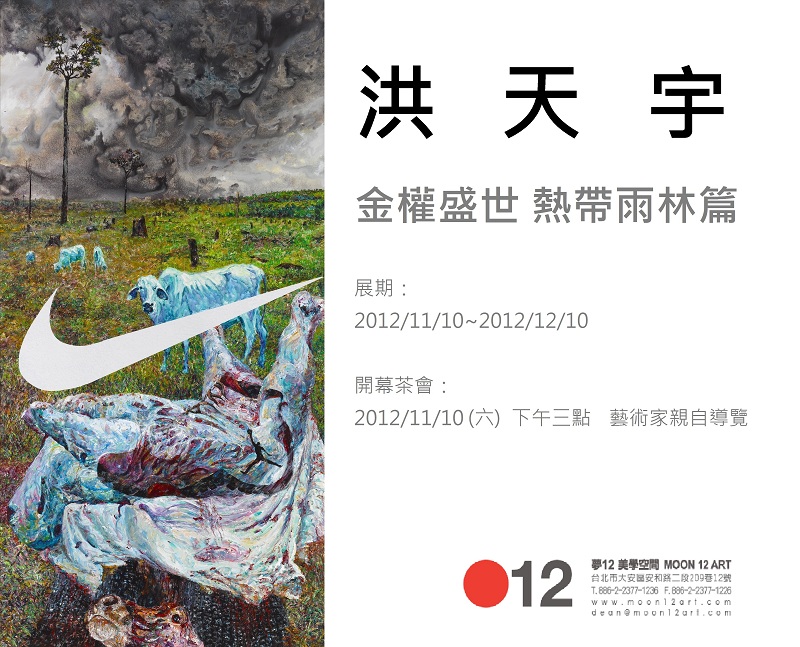 洪天宇
金權盛世 熱帶雨林篇
展期：
2012/11/10~2012/12/10
開幕茶會：
2012/11/10 (六) 下午三點 藝術家親自導覽
12
夢12 美學空間 MOON 12 ART
台北市大安區安和路二段209巷12號
T. 886-2-2377-1236 F. 886-2-2377-1226
www.moon12art.com
dean@moon12art.com